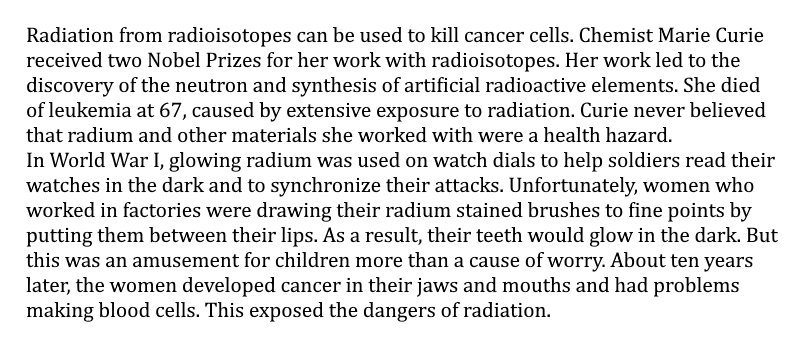 Radiation from radioisotopes can be used to kill cancer cells. Chemist Marie Curie
received two Nobel Prizes for her work with radioisotopes. Her work led to the
discovery of the neutron and synthesis of artificial radioactive elements. She died
of leukemia at 67, caused by extensive exposure to radiation. Curie never believed
that radium and other materials she worked with were a health hazard.
In World War I, glowing radium was used on watch dials to help soldiers read their
watches in the dark and to synchronize their attacks. Unfortunately, women who
worked in factories were drawing their radium stained brushes to fine points by
putting them between their lips. As a result, their teeth would glow in the dark. But
this was an amusement for children more than a cause of worry. About ten years
later, the women developed cancer in their jaws and mouths and had problems
making blood cells. This exposed the dangers of radiation.